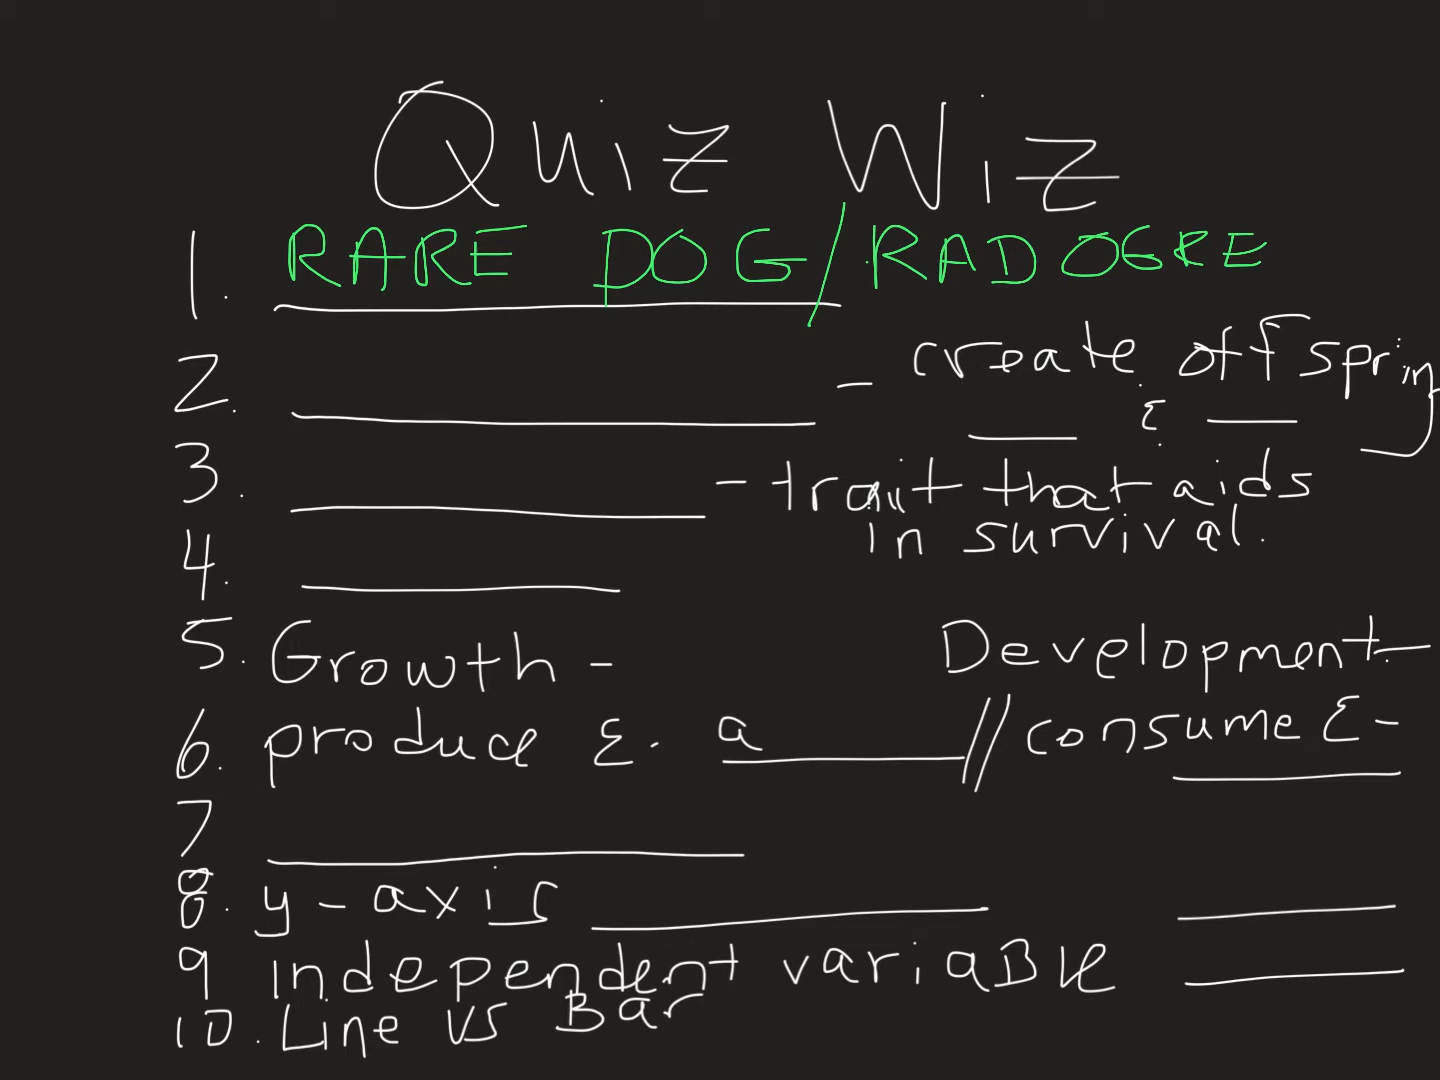 Quiz Wiz
1. RARE DOG/RADOGRE
2. - create offspring
&
3. - trait that aids
in survival.
4.
5. Growth - Development -
6. produce & . a // consume & -
7
8. y-axis
9 independent variaBle
10. Line vs Bar